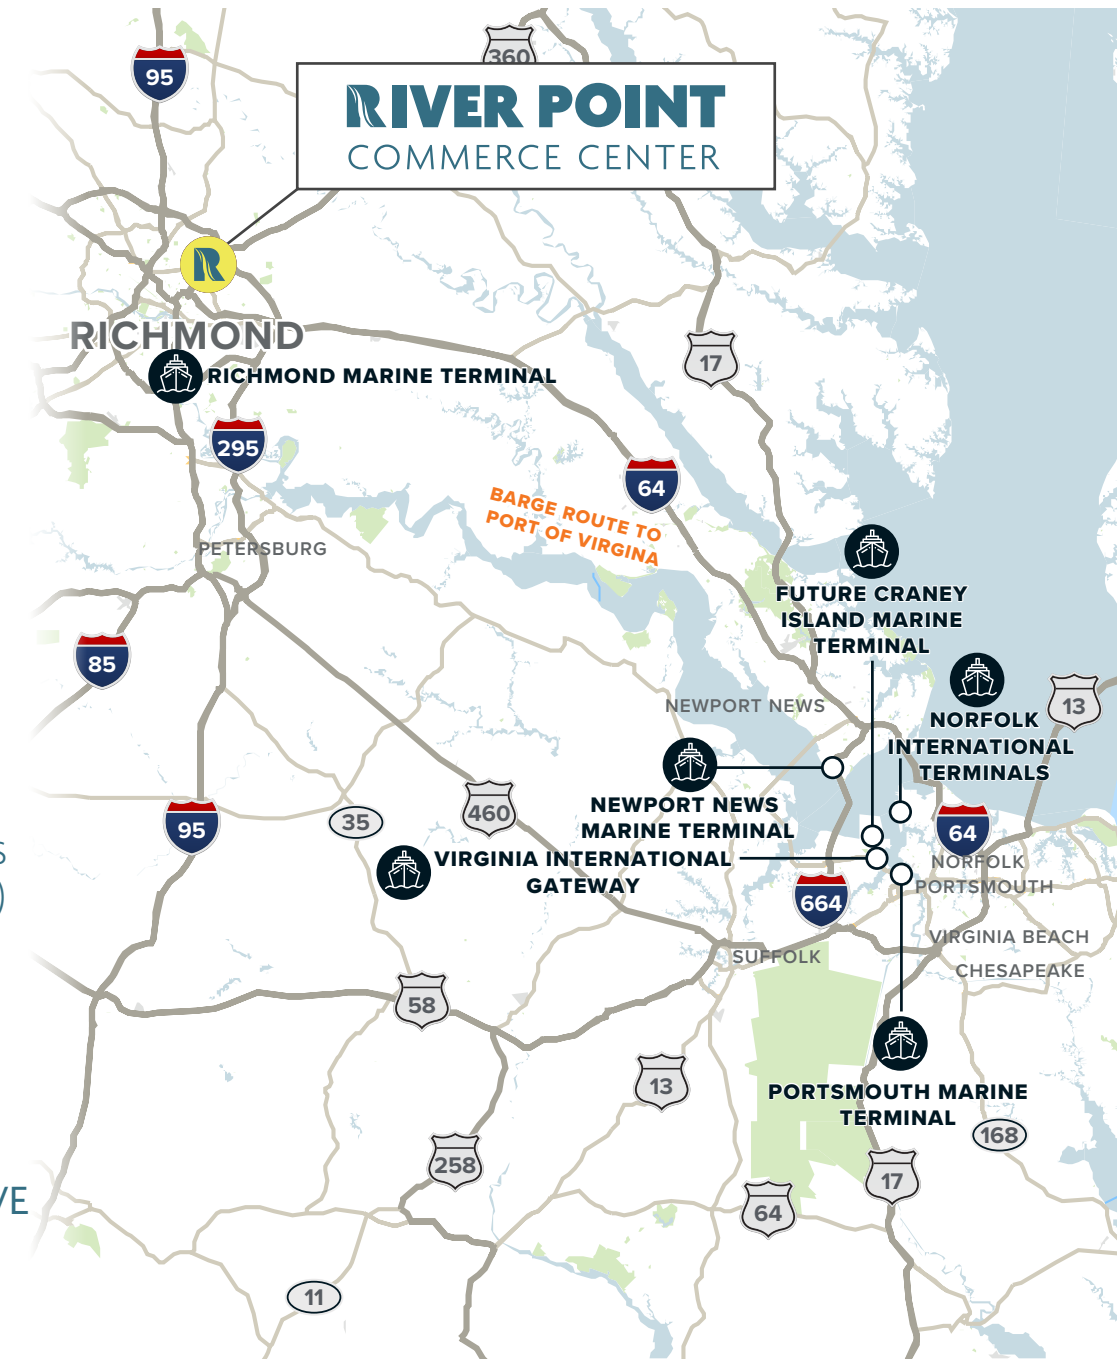 360
95
RIVER POINT
COMMERCE CENTER
R
RICHMOND
17
RICHMOND MARINE TERMINAL
295
64
BARGE ROUTE TO
PORT OF VIRGINA
PETERSBURG
FUTURE CRANEY
ISLAND MARINE
TERMINAL
85
NEWPORT NEWS
13
NORFOLK
INTERNATIONAL
TERMINALS
NEWPORT NEWS
MARINE TERMINAL
95
35
460
64
S
VIRGINIA INTERNATIONAL
GATEWAY
NORFOLK
PORTSMOUTH
)
664
VIRGINIA BEACH
SUFFOLK
CHESAPEAKE
58
13
PORTSMOUTH MARINE
TERMINAL
168
258
17
VE
64
11